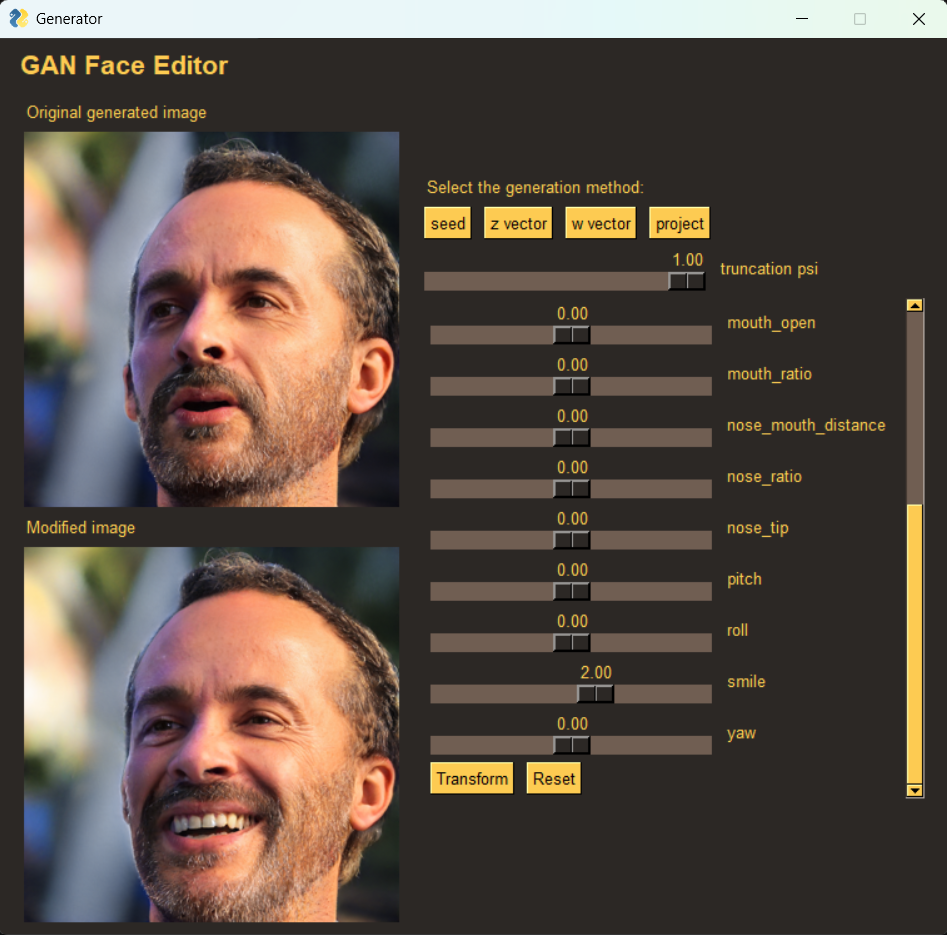 Generator
GAN Face Editor
Original generated image
Select the generation method:
seed z vector w vector project
1.00
truncation psi
0.00
mouth_open
0.00
mouth_ratio
0.00
nose_mouth_distance
0.00
nose_ratio
0.00
nose_tip
0.00
pitch
0.00
roll
2.00
smile
0.00
yaw
Transform Reset
Modified image